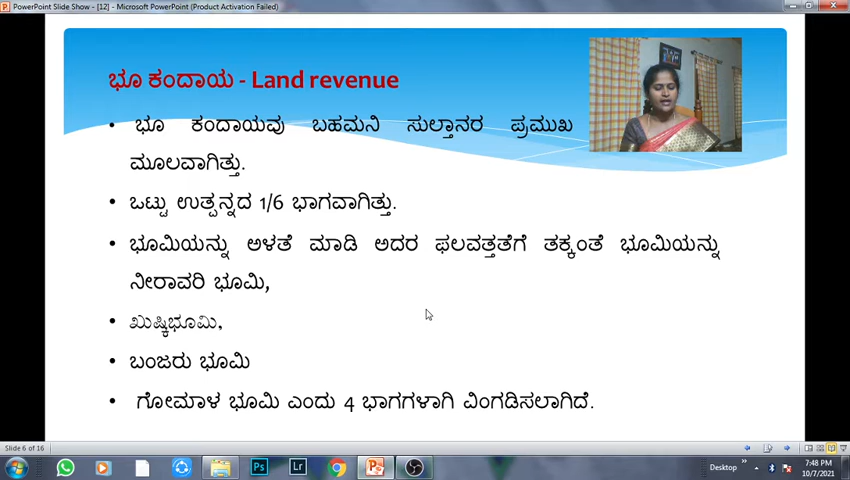 PowerPoint Slide Show - [12] - Microsoft PowerPoint (Product Activation Failed)
ಭೂ ಕಂದಾಯ - Land revenue
• ಭೂ ಕಂದಾಯವು ಬಹಮನಿ ಸುಲ್ತಾನರ ಪ್ರಮುಖ
ಮೂಲವಾಗಿತ್ತು.
• ಒಟ್ಟು ಉತ್ಪನ್ನದ 1/6 ಭಾಗವಾಗಿತ್ತು.
• ಭೂಮಿಯನ್ನು ಅಳತೆ ಮಾಡಿ ಅದರ ಫಲವತ್ತತೆಗೆ ತಕ್ಕಂತೆ ಭೂಮಿಯನ್ನು
ನೀರಾವರಿ ಭೂಮಿ,
• ಖುಷ್ಕಿಭೂಮಿ,
• ಬಂಜರು ಭೂಮಿ
• ಗೋಮಾಳ ಭೂಮಿ ಎಂದು 4 ಭಾಗಗಳಾಗಿ ವಿಂಗಡಿಸಲಾಗಿದೆ.
Slide 6 of 16
Ps
Lr
Desktop
7:48 PM
10/7/2021